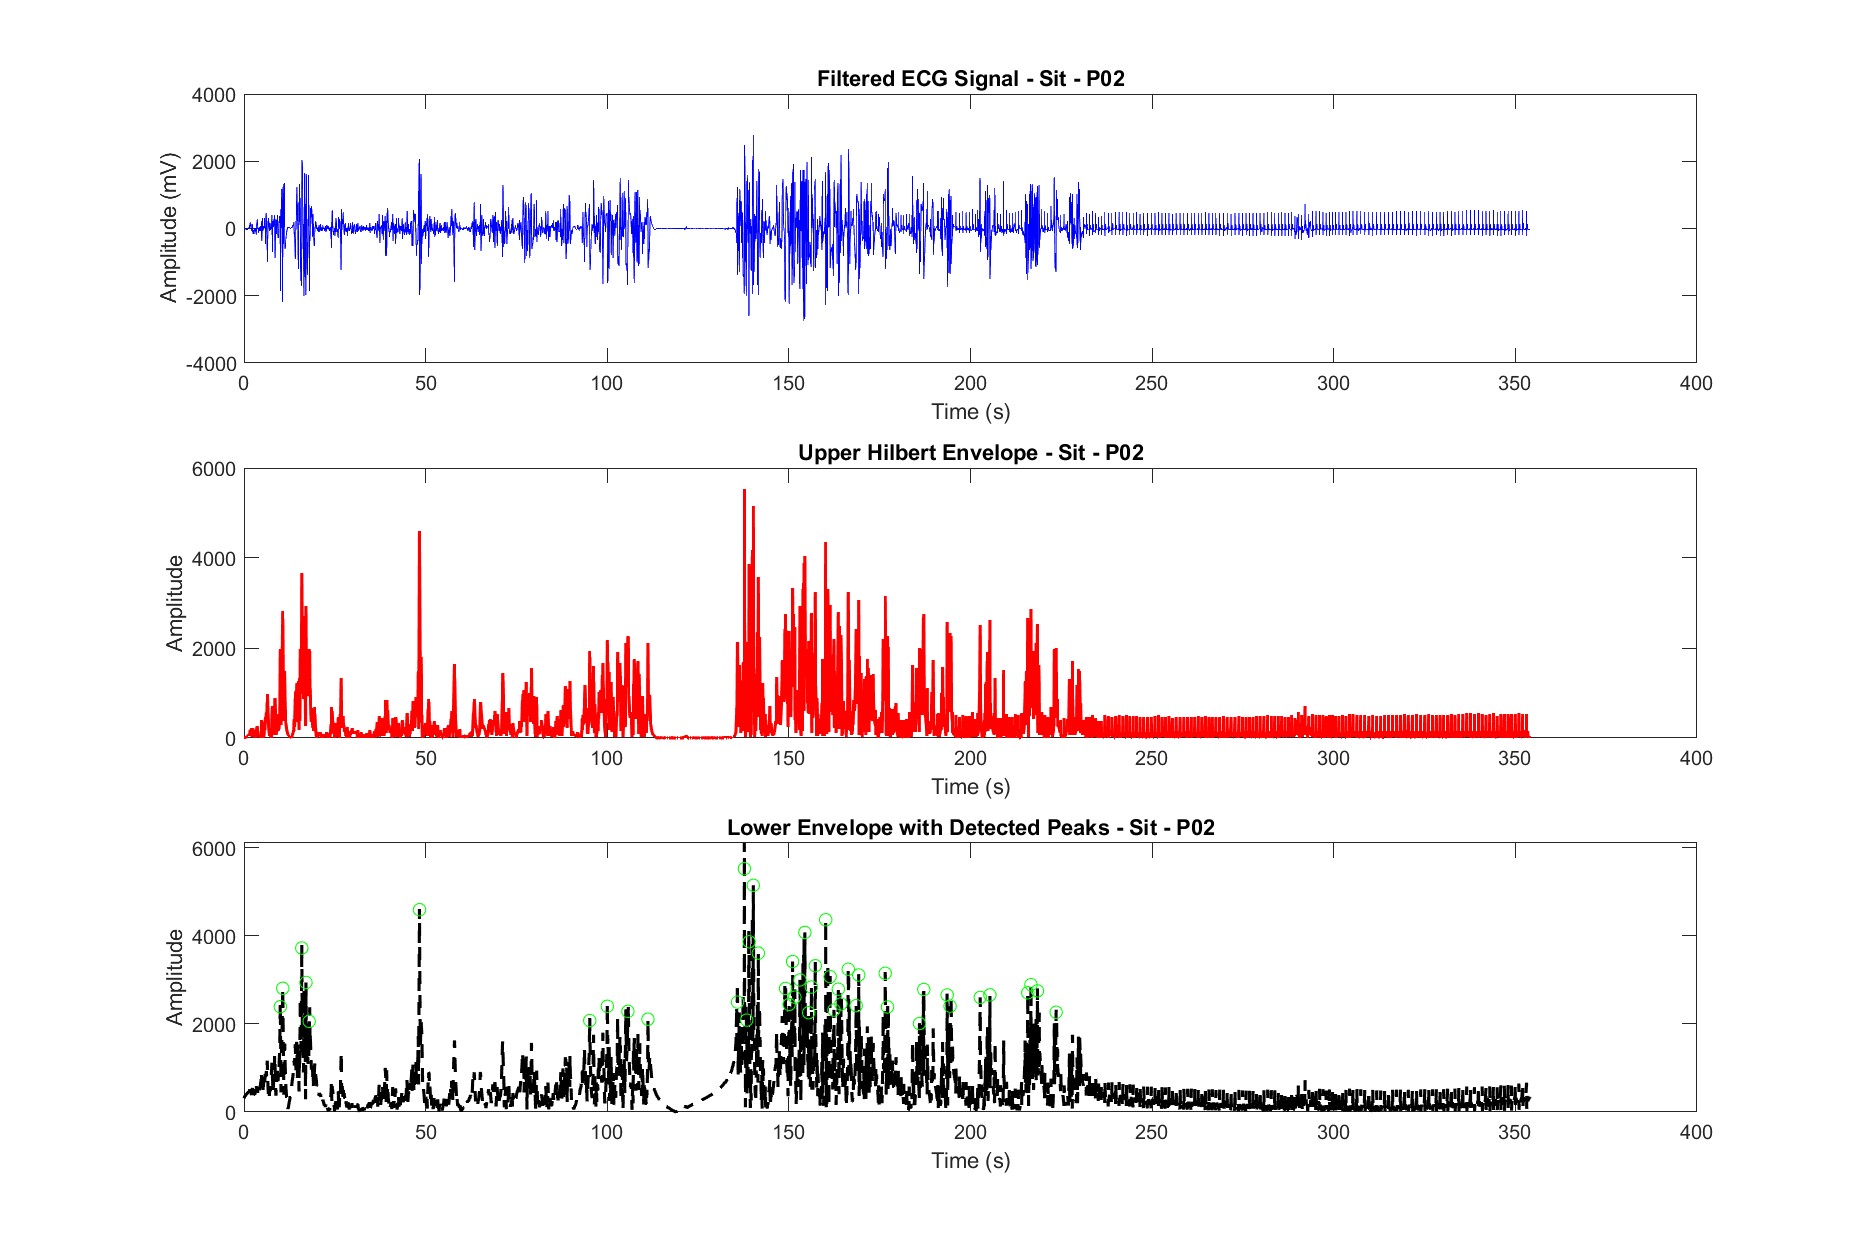 Filtered ECG Signal - Sit - P02
4000
2000
0
-2000
-4000
Amplitude (mV)
0 50 100 150 200 250 300 350 400
Time (s)
Upper Hilbert Envelope - Sit - P02
6000
4000
2000
0
Amplitude
0 50 100 150 200 250 300 350 400
Time (s)
Lower Envelope with Detected Peaks - Sit - P02
6000
4000
2000
0
Amplitude
0 50 100 150 200 250 300 350 400
Time (s)